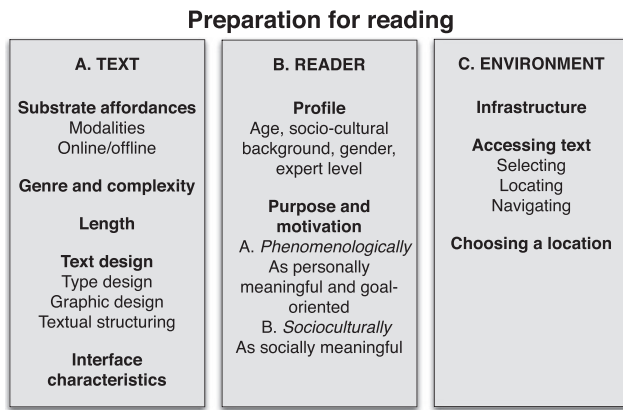 Preparation for reading
A. TEXT
Substrate affordances
Modalities
Online/offline
Genre and complexity
Length
Text design
Type design
Graphic design
Textual structuring
Interface
characteristics
B. READER
Profile
Age, socio-cultural
background, gender,
expert level
Purpose and
motivation
A. Phenomenologically
As personally
meaningful and goal-
oriented
B. Socioculturally
As socially meaningful
C. ENVIRONMENT
Infrastructure
Accessing text
Selecting
Locating
Navigating
Choosing a location